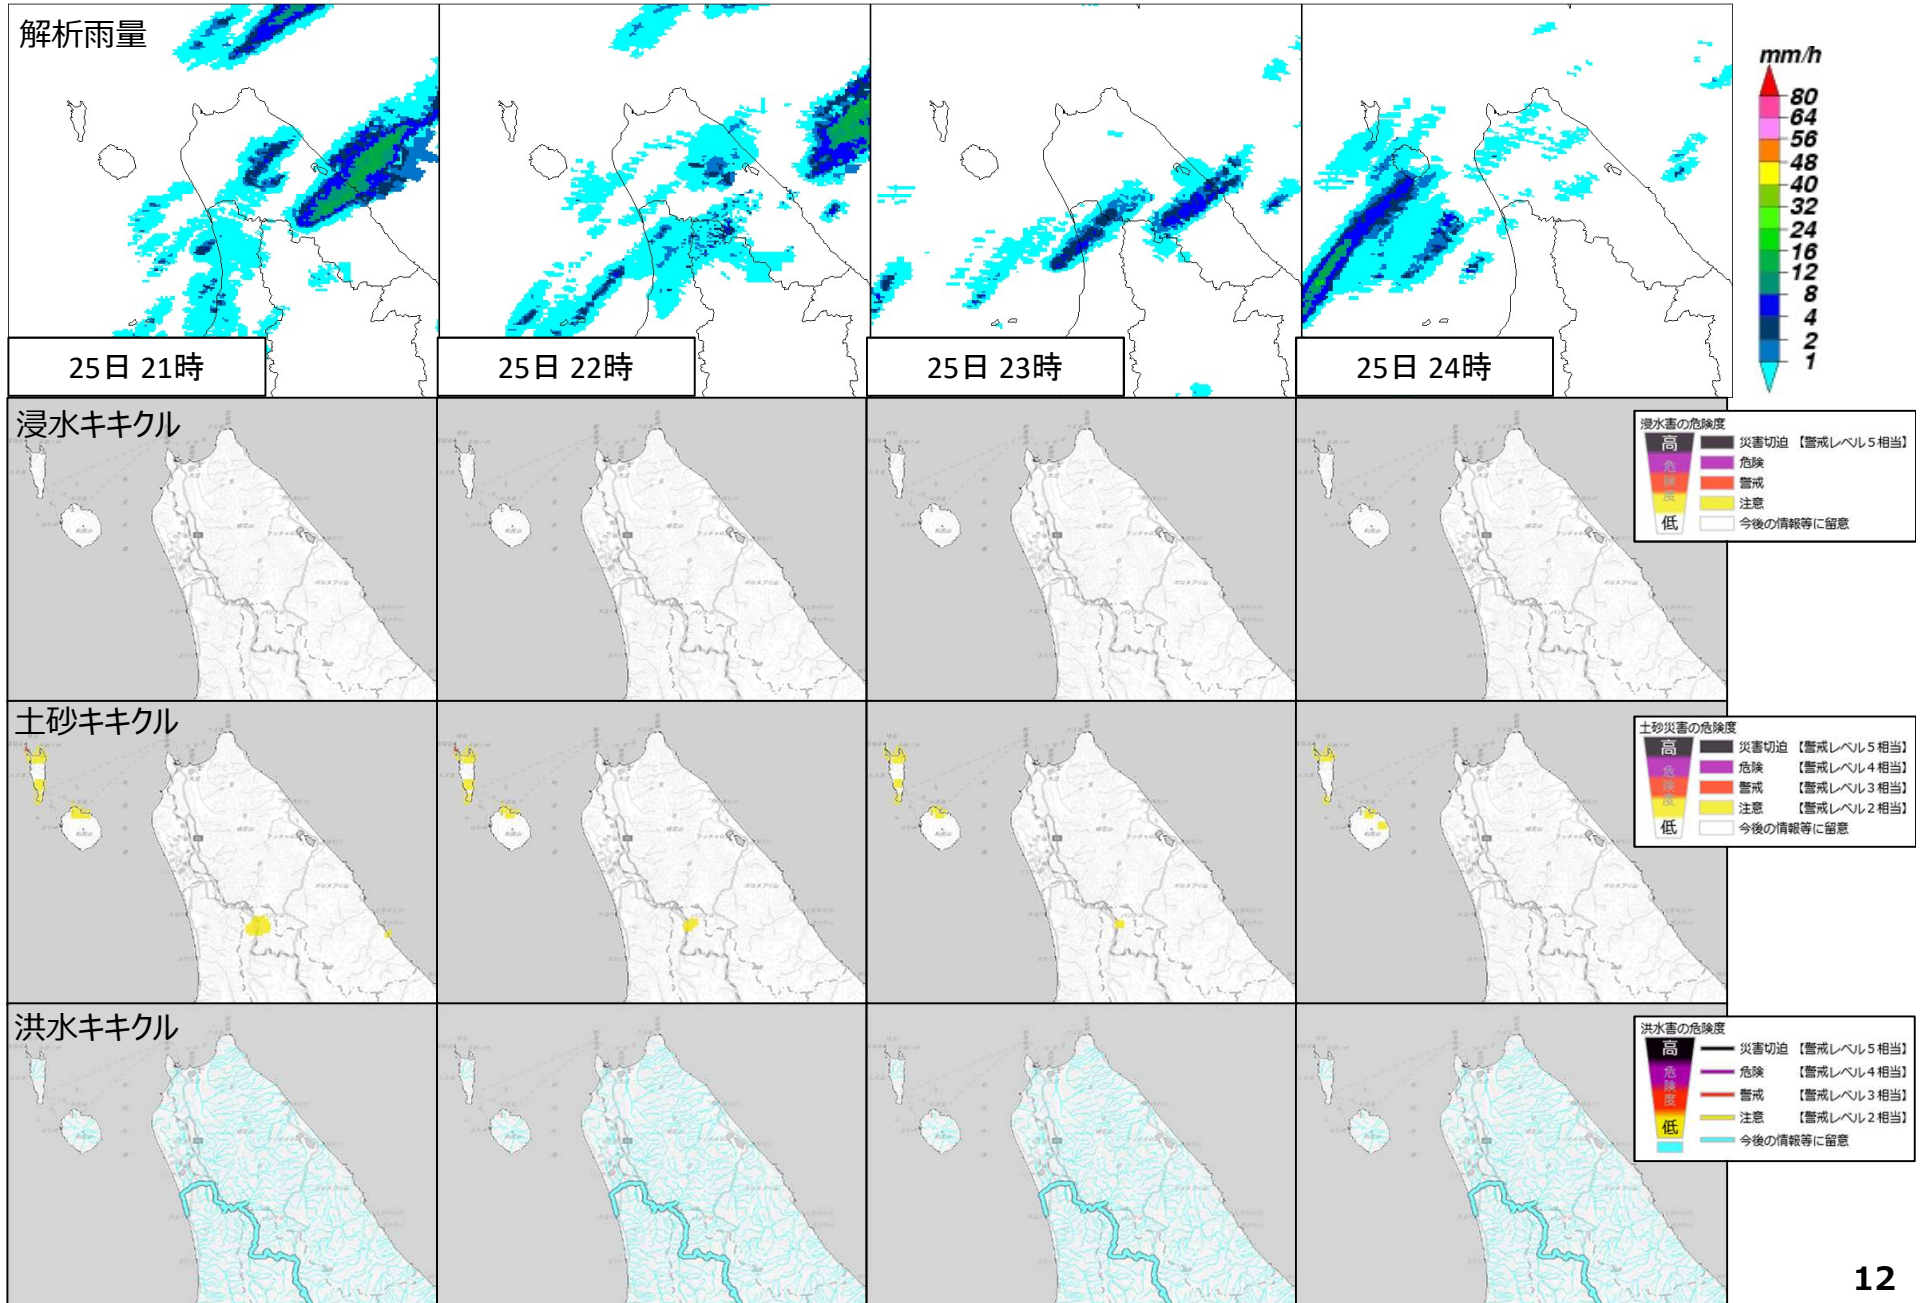 解析雨量
mm/h
80
64
56
48
40
32
24
16
12
8
4
2
1
25日 21時
25日 22時
25日 23時
25日 24時
浸水キキクル
浸水害の危険度
高
危険度
低
災害切迫 【警戒レベル5相当】
危険
警戒
注意
今後の情報等に留意
土砂キキクル
土砂災害の危険度
高
危険度
低
災害切迫 【警戒レベル5相当】
危険 【警戒レベル4相当】
警戒 【警戒レベル3相当】
注意 【警戒レベル2相当】
今後の情報等に留意
洪水キキクル
洪水害の危険度
高
危険度
低
災害切迫 【警戒レベル5相当】
危険 【警戒レベル4相当】
警戒 【警戒レベル3相当】
注意 【警戒レベル2相当】
今後の情報等に留意
12